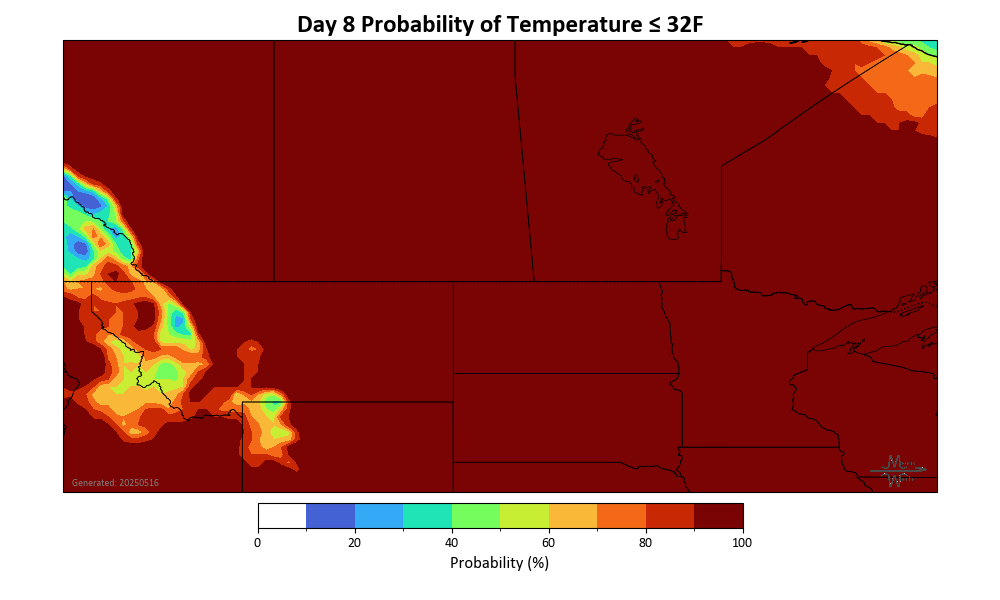 Day 8 Probability of Temperature ≤ 32F
Generated: 20250516
0 20 40 60 80 100
Probability (%)